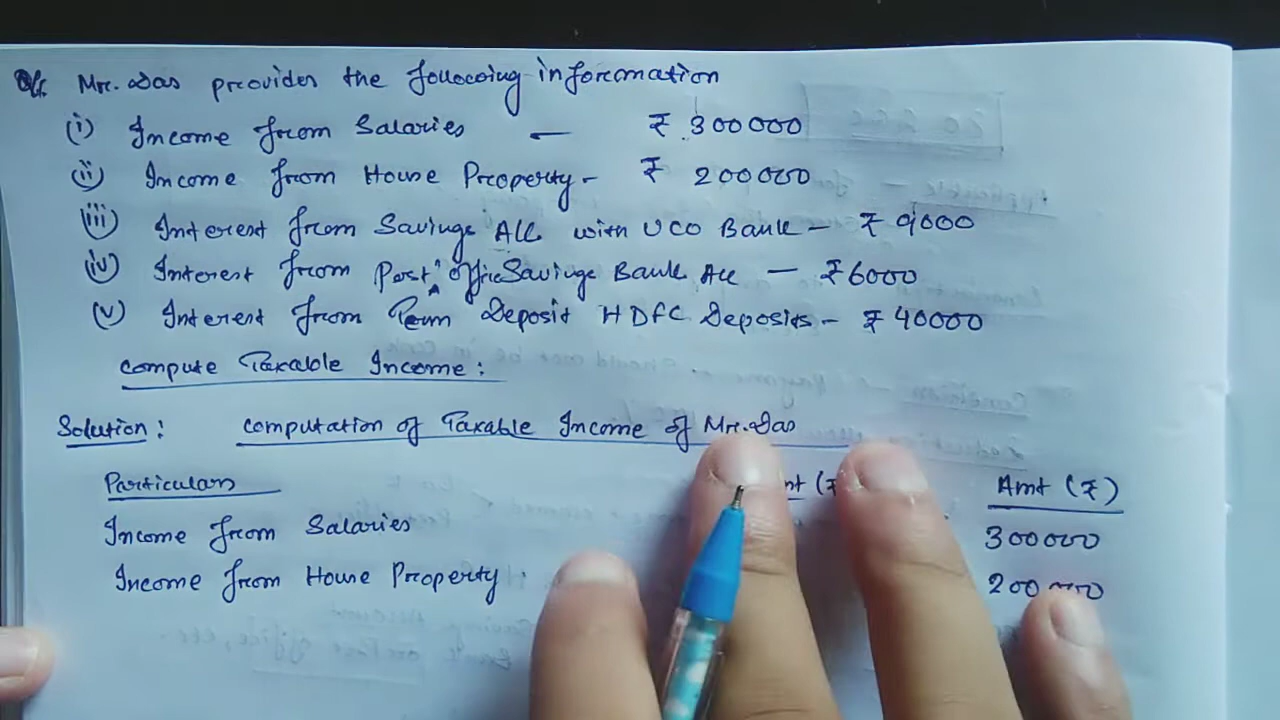 Q1. Mr. Das provides the following information
(i) Income from Salaries — ₹ 300000
(ii) Income from House Property - ₹ 200000
(iii) Interest from Savings A/c with UCO Bank - ₹ 9000
(iv) Interest from Post Office Savings Bank A/c — ₹6000
(v) Interest from Term Deposit HDFC Deposits - ₹ 40000
Compute Taxable Income:
Solution: Computation of Taxable Income of Mr. Das
Particulars Amt (₹)
Income from Salaries 300000
Income from House Property 200000